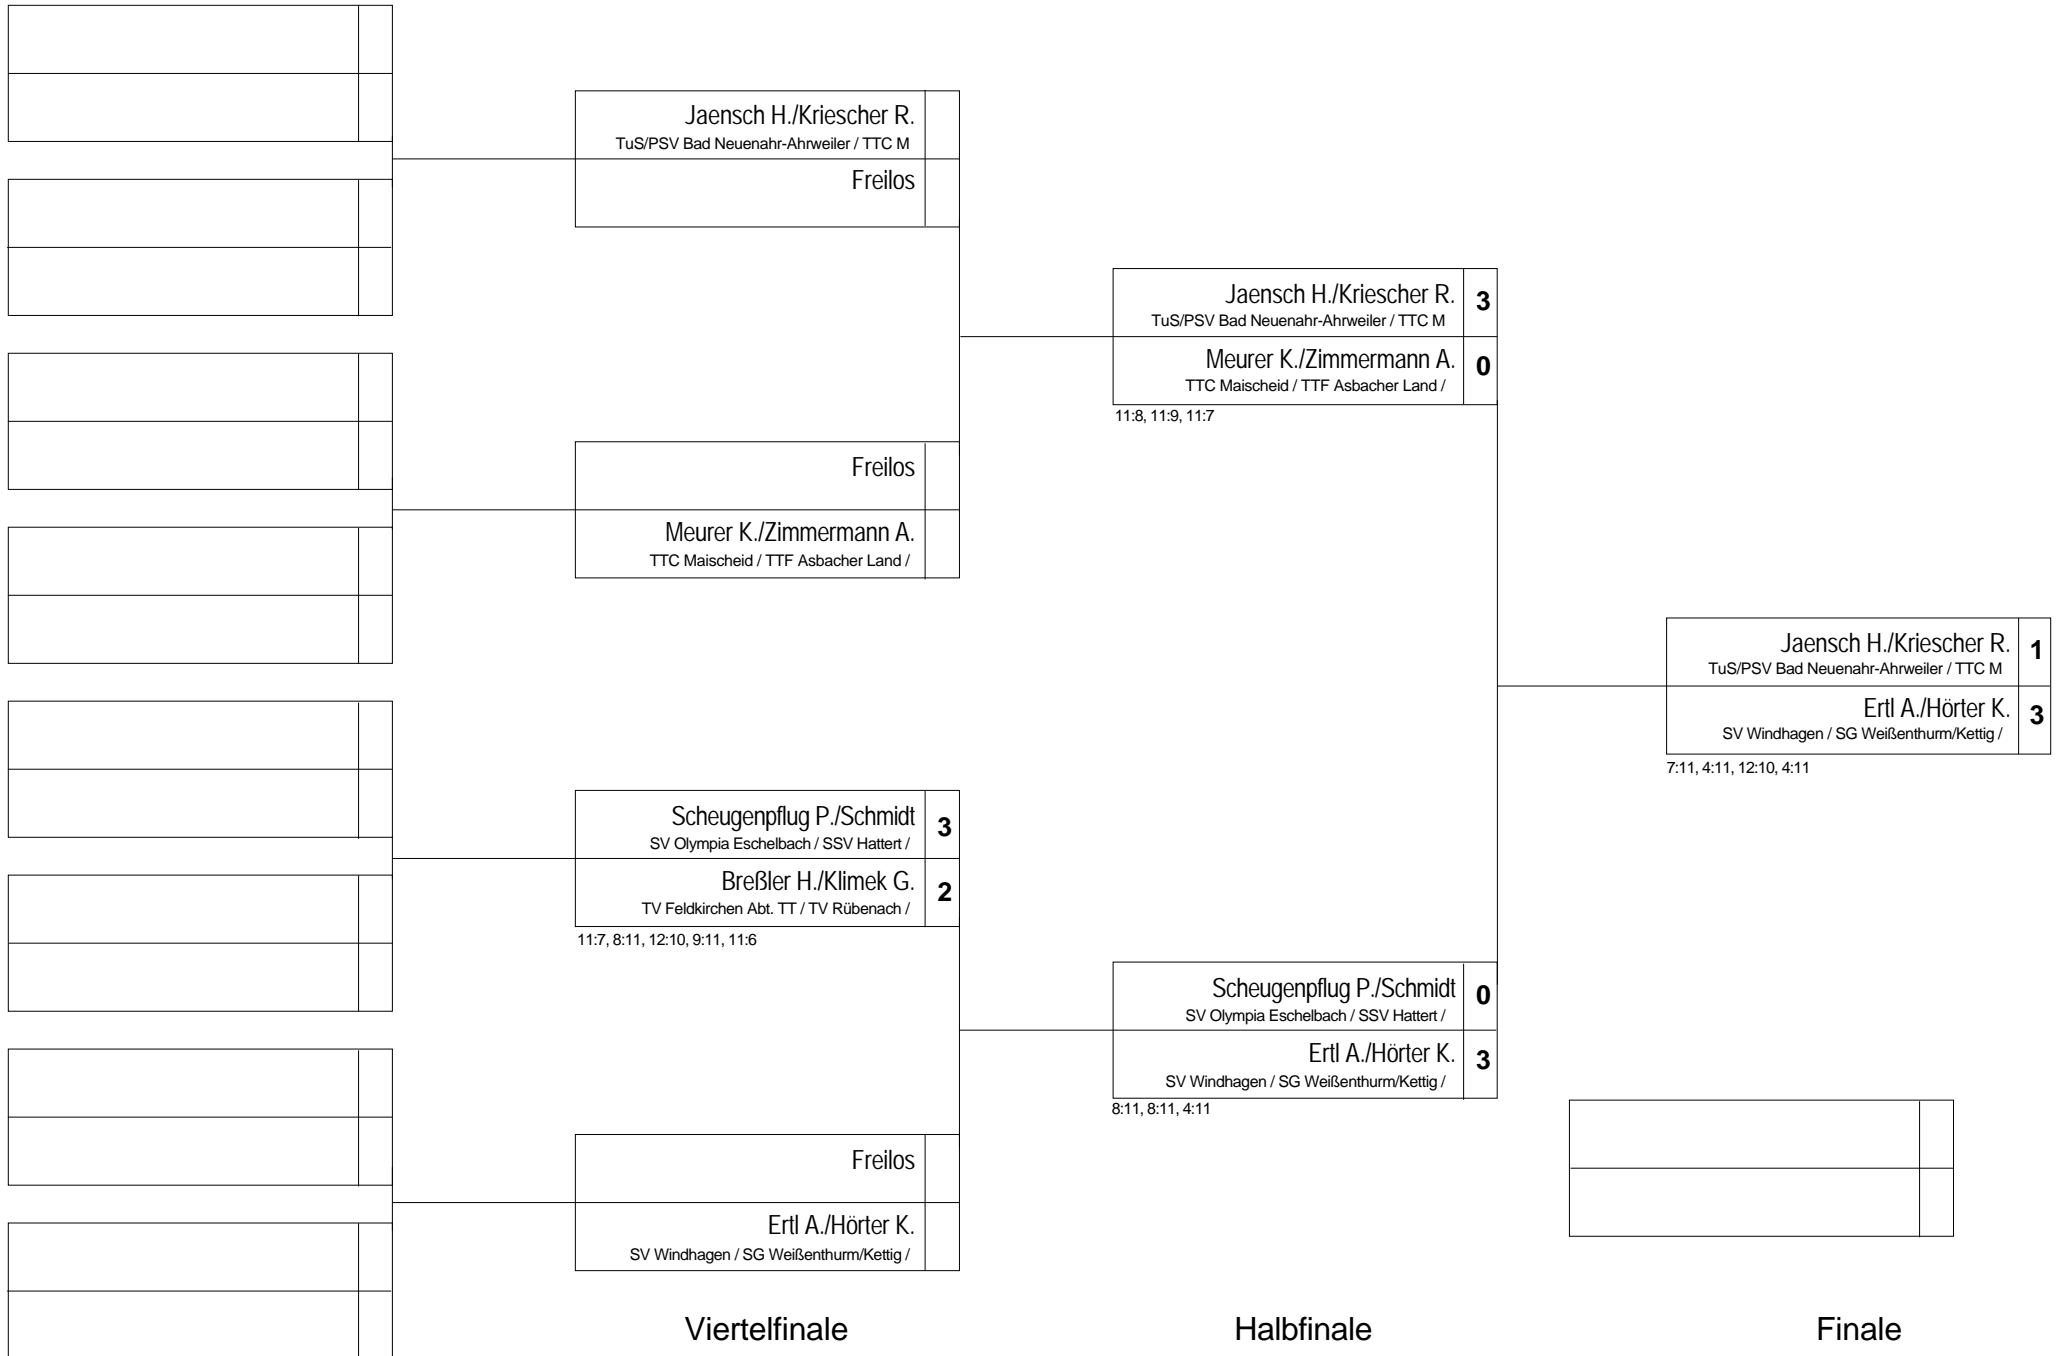 Jaensch H./Kriescher R.
TuS/PSV Bad Neuenahr-Ahrweiler / TTC M
Freilos
Freilos
Meurer K./Zimmermann A.
TTC Maischeid / TTF Asbacher Land /
Scheugenpflug P./Schmidt 3
SV Olympia Eschelbach / SSV Hattert /
Breßler H./Klimek G. 2
TV Feldkirchen Abt. TT / TV Rübenach /
11:7, 8:11, 12:10, 9:11, 11:6
Freilos
Ertl A./Hörter K.
SV Windhagen / SG Weißenthurm/Kettig /
Viertelfinale
Jaensch H./Kriescher R. 3
TuS/PSV Bad Neuenahr-Ahrweiler / TTC M
Meurer K./Zimmermann A. 0
TTC Maischeid / TTF Asbacher Land /
11:8, 11:9, 11:7
Scheugenpflug P./Schmidt 0
SV Olympia Eschelbach / SSV Hattert /
Ertl A./Hörter K. 3
SV Windhagen / SG Weißenthurm/Kettig /
8:11, 8:11, 4:11
Halbfinale
Jaensch H./Kriescher R. 1
TuS/PSV Bad Neuenahr-Ahrweiler / TTC M
Ertl A./Hörter K. 3
SV Windhagen / SG Weißenthurm/Kettig /
7:11, 4:11, 12:10, 4:11
Finale